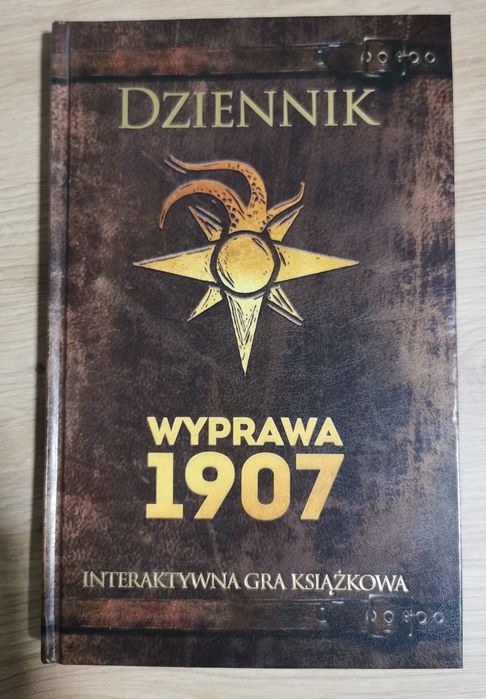 DZIENNIK
WYPRAWA
1907
INTERAKTYWNA GRA KSIĄŻKOWA